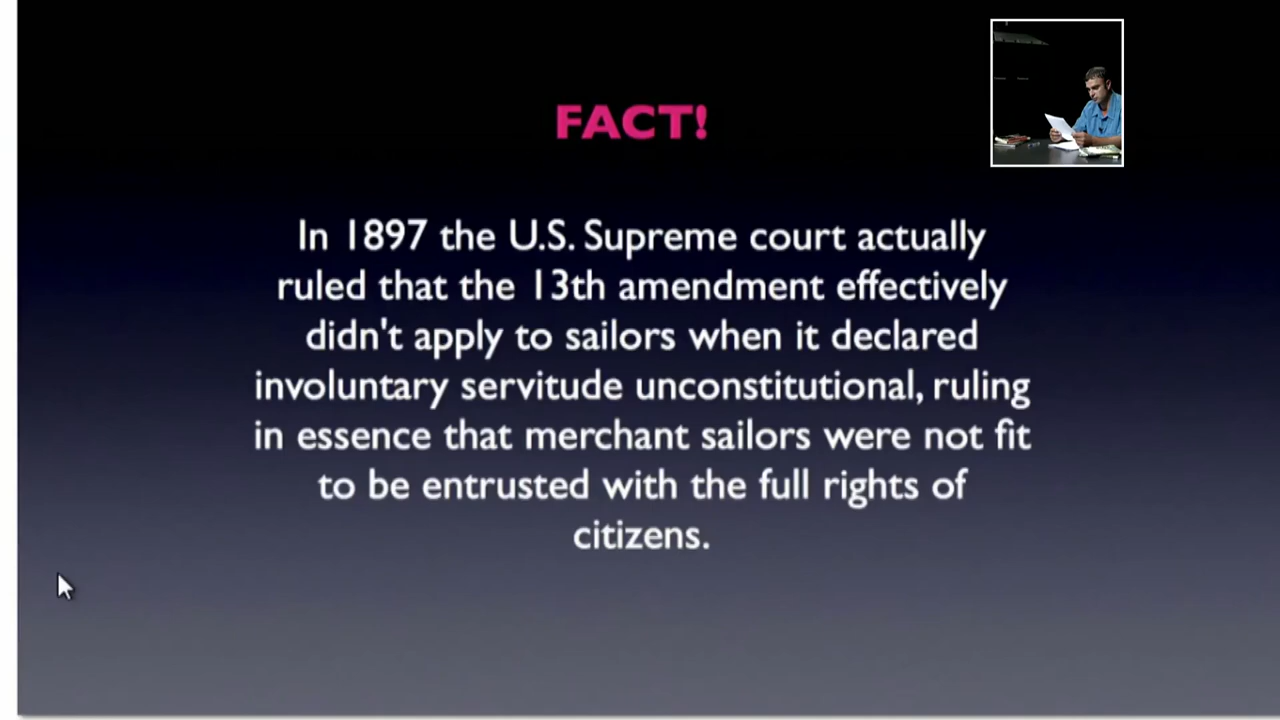 FACT!
In 1897 the U.S. Supreme court actually
ruled that the 13th amendment effectively
didn't apply to sailors when it declared
involuntary servitude unconstitutional, ruling
in essence that merchant sailors were not fit
to be entrusted with the full rights of
citizens.